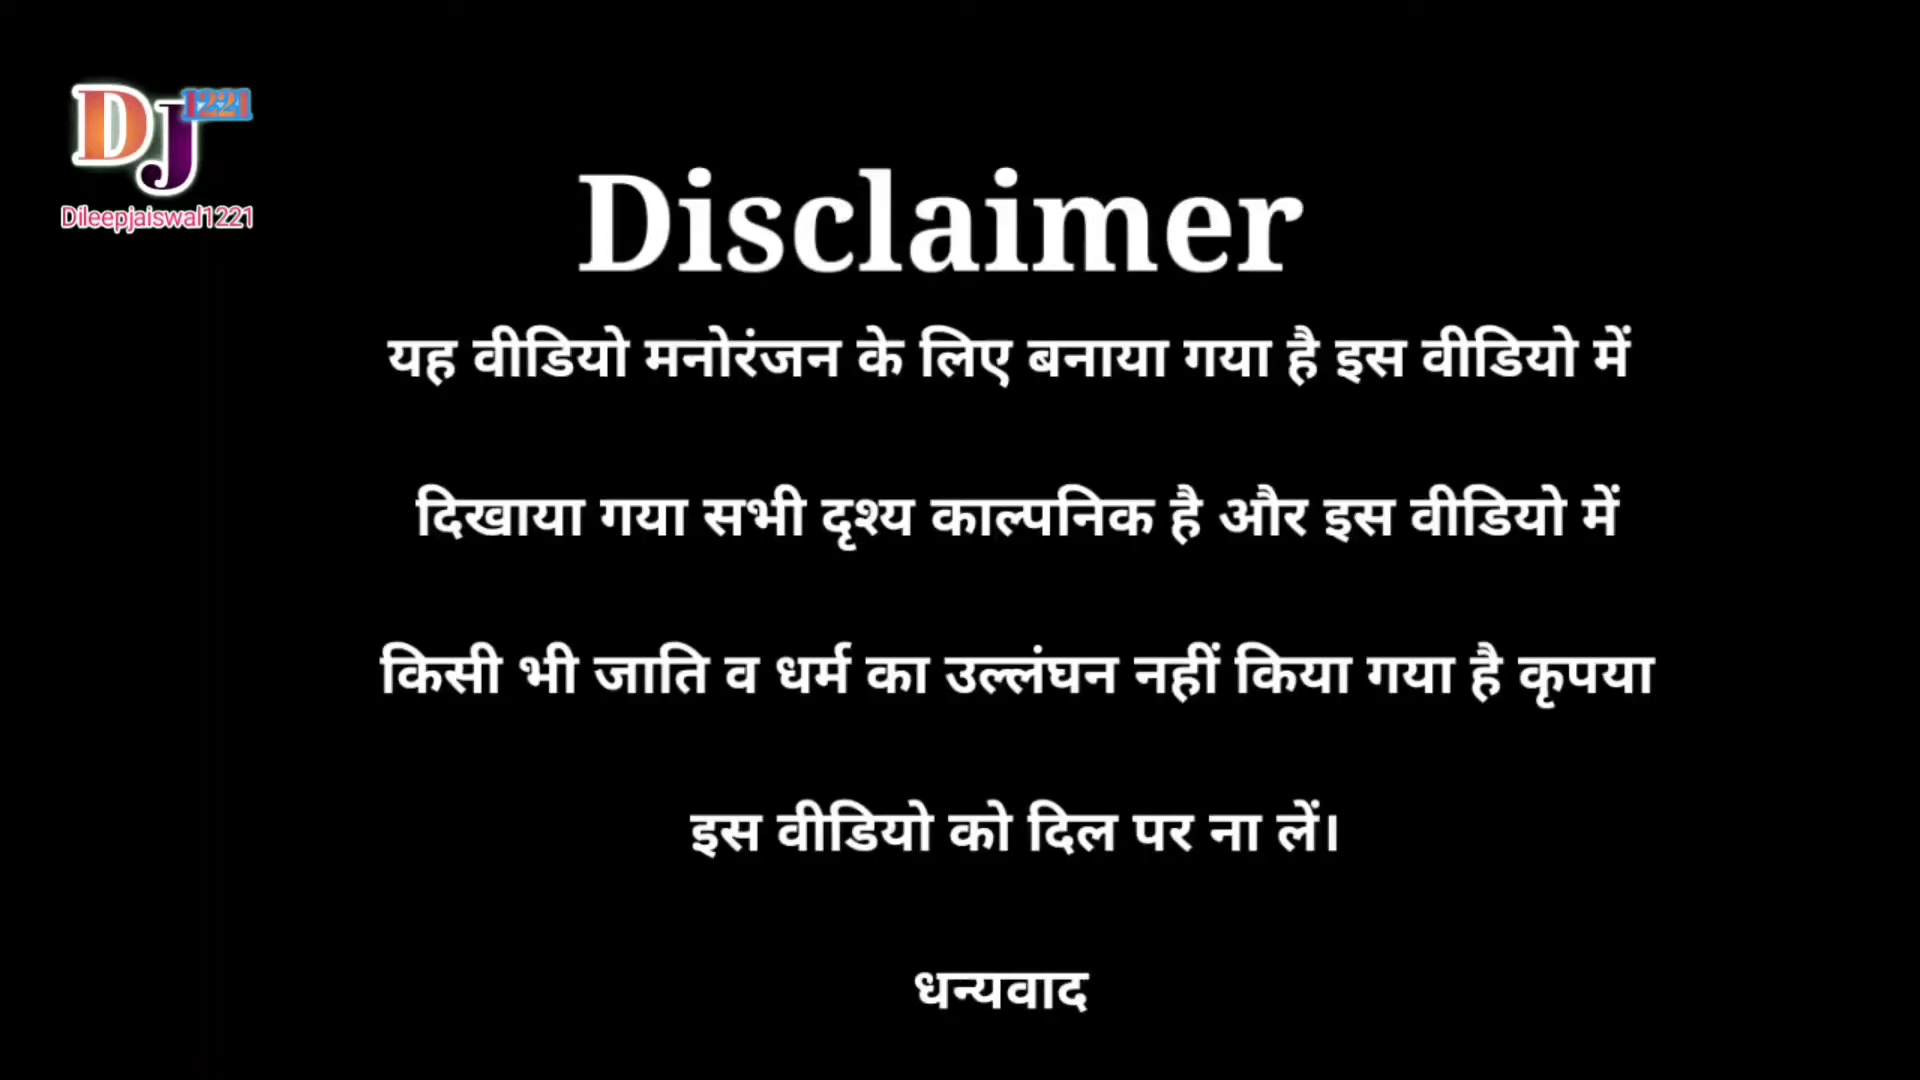 DJ 1221
Dileepjaiswal1221
Disclaimer
यह वीडियो मनोरंजन के लिए बनाया गया है इस वीडियो में
दिखाया गया सभी दृश्य काल्पनिक है और इस वीडियो में
किसी भी जाति व धर्म का उल्लंघन नहीं किया गया है कृपया
इस वीडियो को दिल पर ना लें।
धन्यवाद